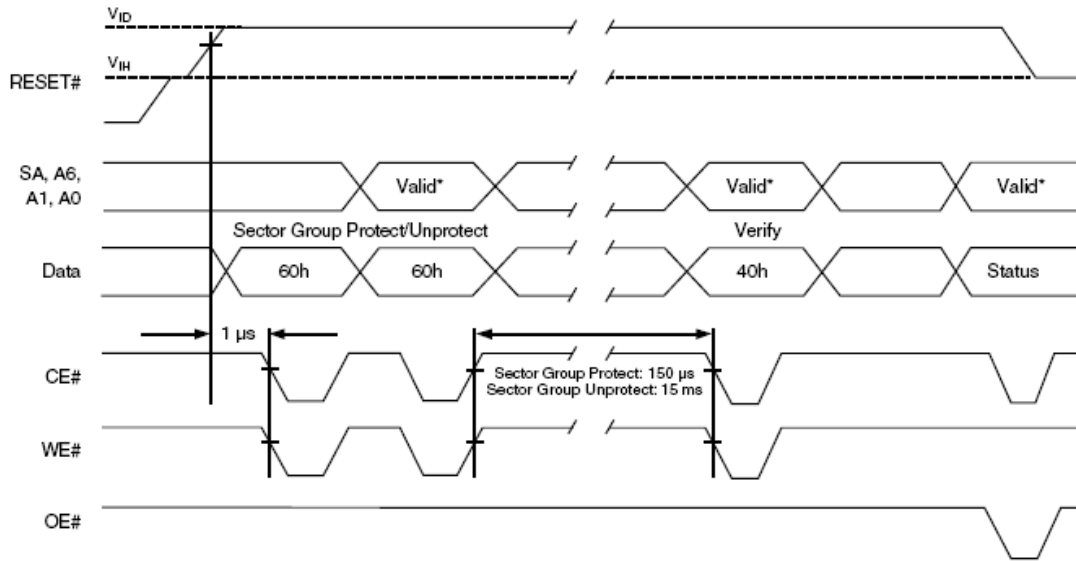 VID
VIH
RESET#
SA, A6,
A1, A0
Valid*
Valid*
Valid*
Sector Group Protect/Unprotect
Verify
Data
60h
60h
40h
Status
1 µs
CE#
Sector Group Protect: 150 µs
Sector Group Unprotect: 15 ms
WE#
OE#